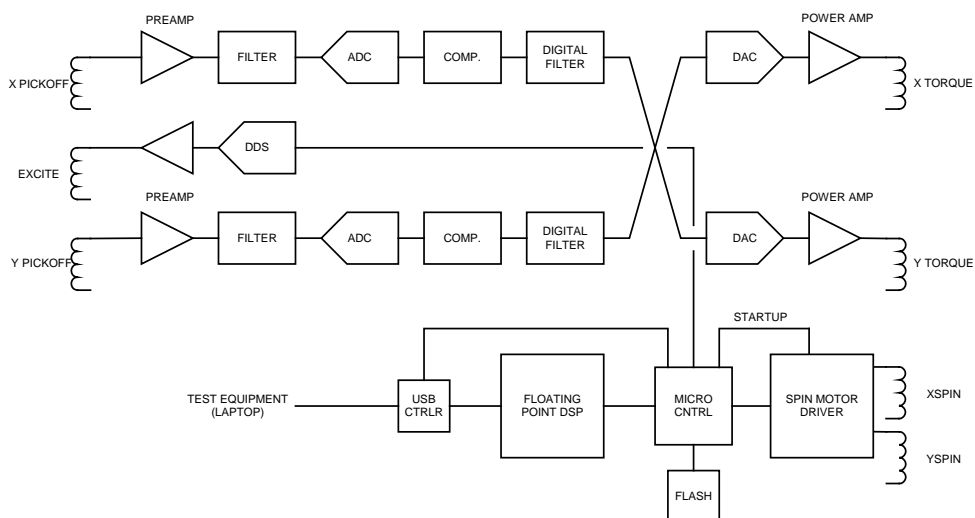 PREAMP
POWER AMP
X PICKOFF
FILTER
ADC
COMP.
DIGITAL
FILTER
DAC
X TORQUE
EXCITE
DDS
PREAMP
POWER AMP
Y PICKOFF
FILTER
ADC
COMP.
DIGITAL
FILTER
DAC
Y TORQUE
STARTUP
TEST EQUIPMENT
(LAPTOP)
USB
CTRLR
FLOATING
POINT DSP
MICRO
CNTRL
SPIN MOTOR
DRIVER
XSPIN
YSPIN
FLASH